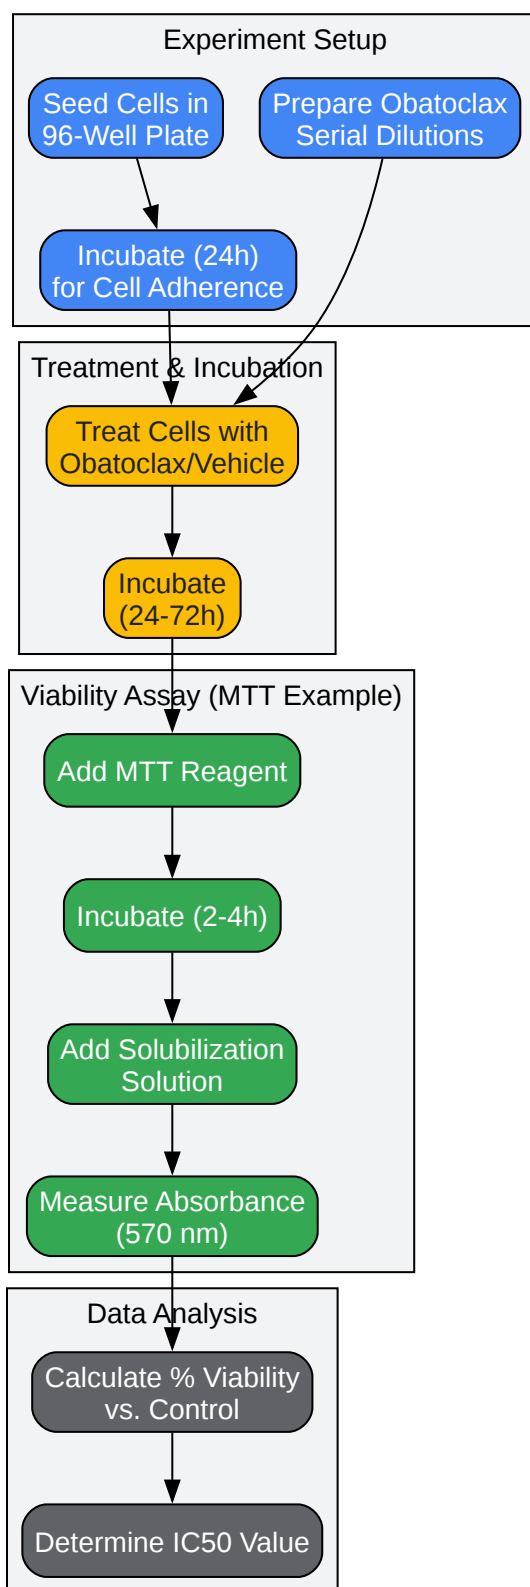 Experiment Setup
Seed Cells in
96-Well Plate
Prepare Obatoclax
Serial Dilutions
Incubate (24h)
for Cell Adherence
Treatment & Incubation
Treat Cells with
Obatoclax/Vehicle
Incubate
(24-72h)
Viability Assay (MTT Example)
Add MTT Reagent
Incubate (2-4h)
Add Solubilization
Solution
Measure Absorbance
(570 nm)
Data Analysis
Calculate % Viability
vs. Control
Determine IC50 Value